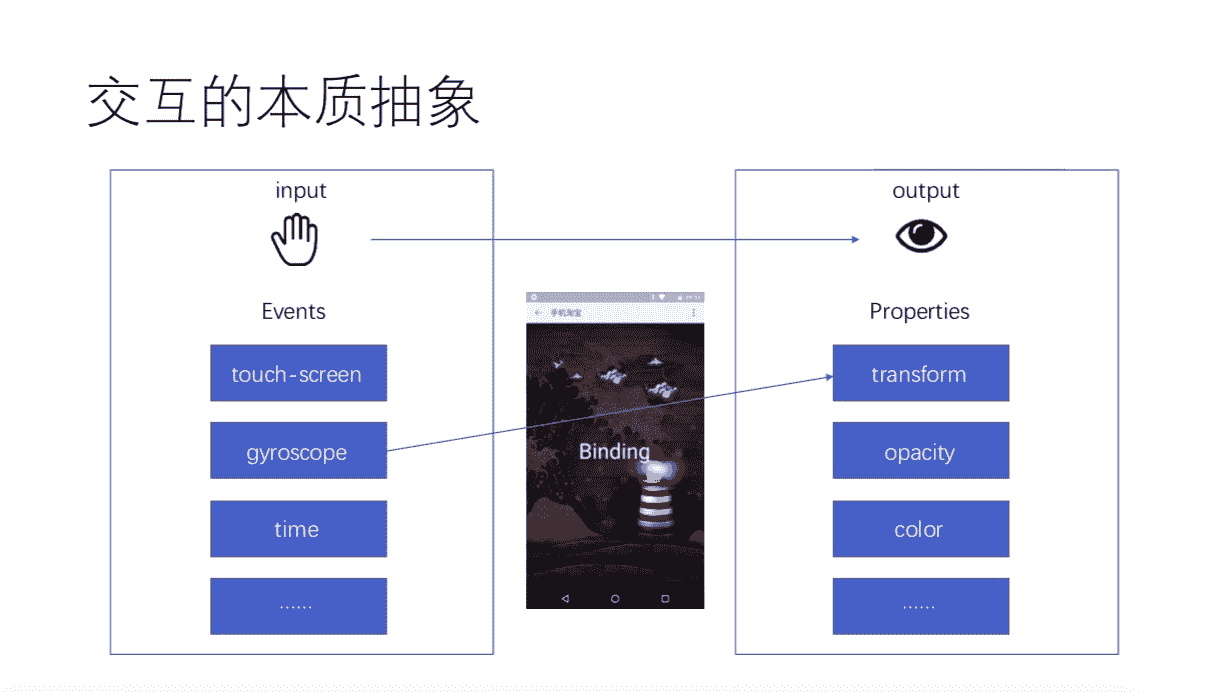 交互的本质抽象
input
output
Events
Properties
手机淘宝
touch-screen
transform
gyroscope
Binding
opacity
time
color
······
······